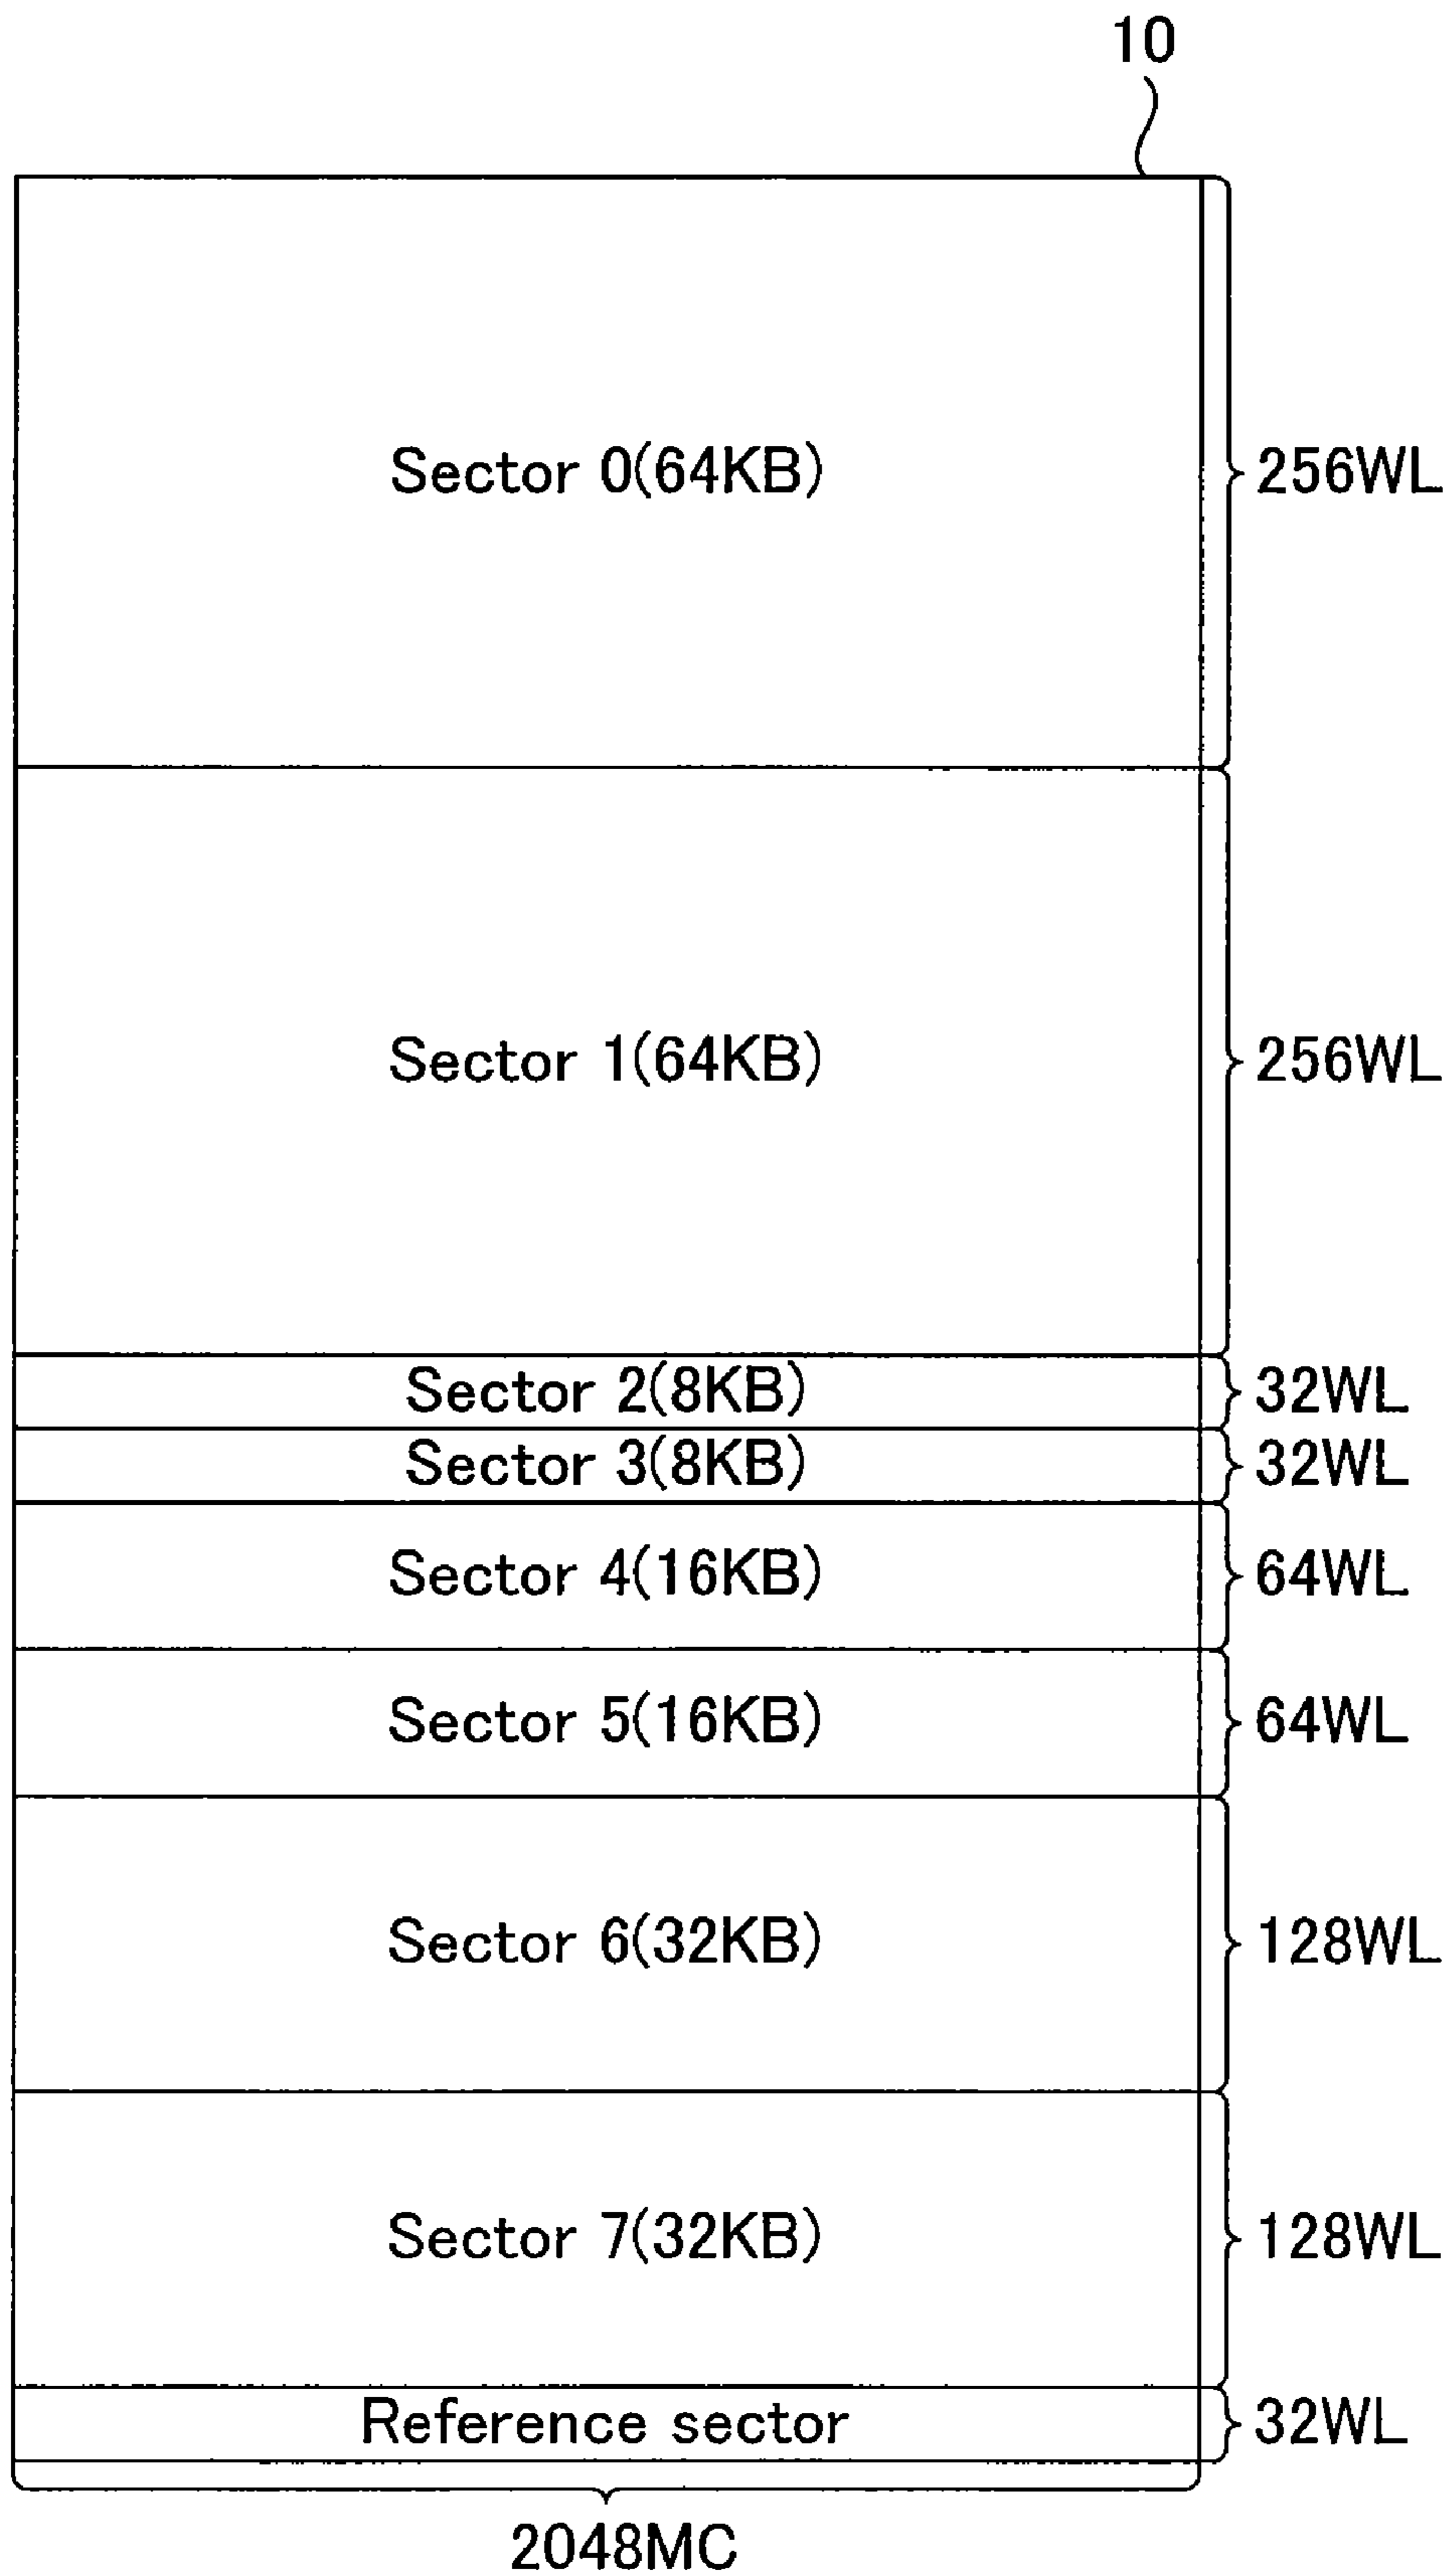 10
Sector 0(64KB) 256WL
Sector 1(64KB) 256WL
Sector 2(8KB) 32WL
Sector 3(8KB) 32WL
Sector 4(16KB) 64WL
Sector 5(16KB) 64WL
Sector 6(32KB) 128WL
Sector 7(32KB) 128WL
Reference sector 32WL
2048MC